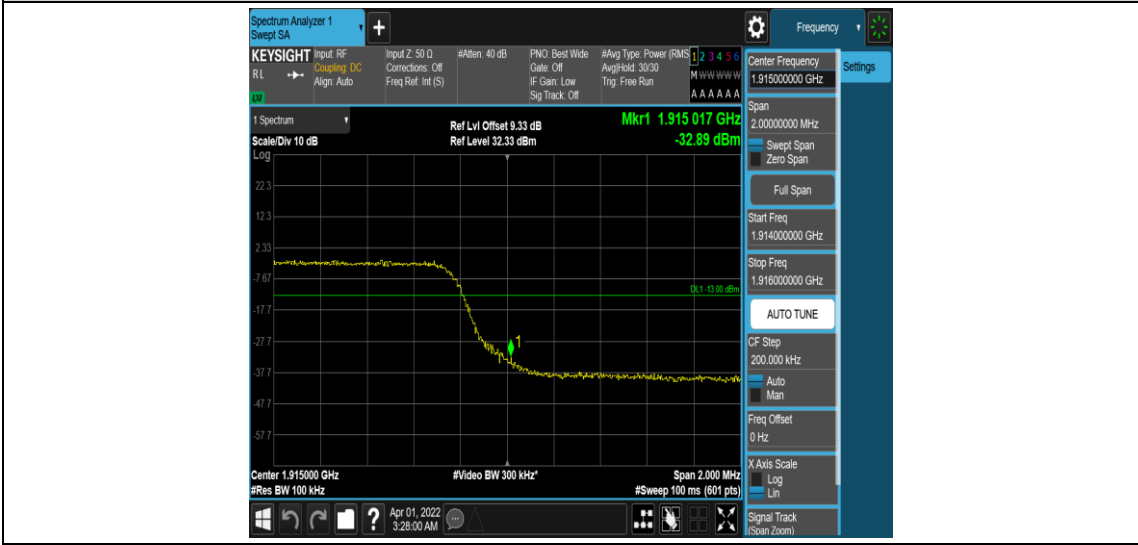 Spectrum Analyzer 1
Swept SA
+
Frequency
KEYSIGHT
RL
LNI
Input: RF
Coupling: DC
Align: Auto
Input Z: 50 Ω
Corrections: Off
Freq Ref: Int (S)
#Atten: 40 dB
PNO: Best Wide
Gate: Off
IF Gain: Low
Sig Track: Off
#Avg Type: Power (RMS
Avg|Hold: 30/30
Trig: Free Run
1 2 3 4 5 6
M W W W W W
A A A A A A
1 Spectrum
Scale/Div 10 dB
Log
Ref Lvl Offset 9.33 dB
Ref Level 32.33 dBm
Mkr1 1.915 017 GHz
-32.89 dBm
22.3
12.3
2.33
-7.67
DL1 -13.00 dBm
-17.7
-27.7
1
-37.7
-47.7
-57.7
Center 1.915000 GHz
#Res BW 100 kHz
#Video BW 300 kHz*
Span 2.000 MHz
#Sweep 100 ms (601 pts)
?
Apr 01, 2022
3:28:00 AM
Center Frequency
1.915000000 GHz
Settings
Span
2.00000000 MHz
Swept Span
Zero Span
Full Span
Start Freq
1.914000000 GHz
Stop Freq
1.916000000 GHz
AUTO TUNE
CF Step
200.000 kHz
Auto
Man
Freq Offset
0 Hz
X Axis Scale
Log
Lin
Signal Track
(Span Zoom)